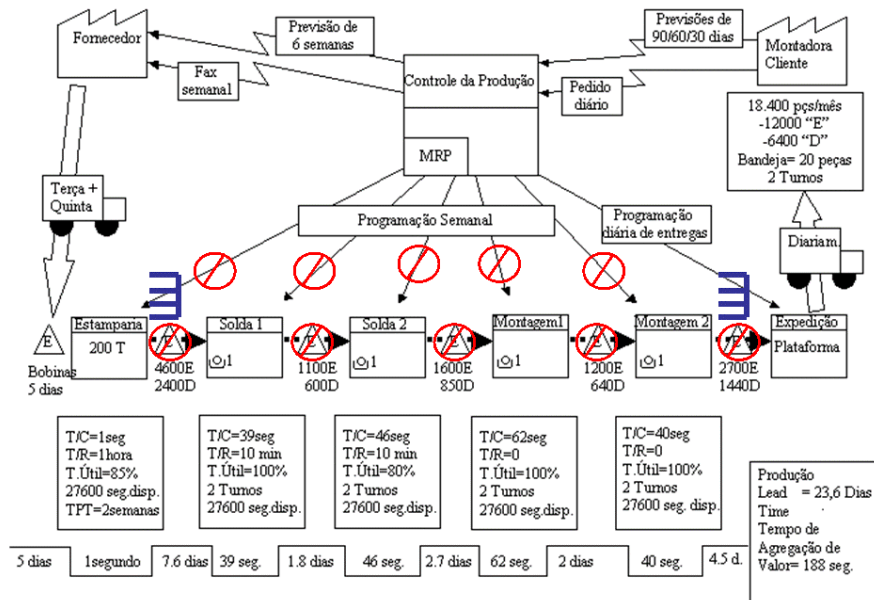 Fornecedor
Previsão de
6 semanas
Fax
semanal
Controle da Produção
MRP
Previsões de
90/60/30 dias
Pedido
diário
Montadora
Cliente
18.400 pçs/mês
-12000 “E”
-6400 “D”
Bandeja= 20 peças
2 Turnos
Terça +
Quinta
Programação Semanal
Programação
diária de entregas
Diariam.
E
Bobinas
5 dias
Estamparia
200 T
E
4600E
2400D
Solda 1
1
E
1100E
600D
Solda 2
1
E
1600E
850D
Montagem1
1
E
1200E
640D
Montagem 2
1
E
2700E
1440D
Expedição
Plataforma
T/C=1seg
T/R=1hora
T.Útil=85%
27600 seg.disp.
TPT=2semanas
T/C=39seg
T/R=10 min
T.Útil=100%
2 Turnos
27600 seg.disp.
T/C=46seg
T/R=10 min
T.Útil=80%
2 Turnos
27600 seg.disp.
T/C=62seg
T/R=0
T.Útil=100%
2 Turnos
27600 seg.disp.
T/C=40seg
T/R=0
T.Útil=100%
2 Turnos
27600 seg.disp.
Produção
Lead = 23,6 Dias
Time
Tempo de
Agregação de
Valor= 188 seg.
5 dias
1segundo
7.6 dias
39 seg.
1.8 dias
46 seg.
2.7 dias
62 seg.
2 dias
40 seg.
4.5 d.